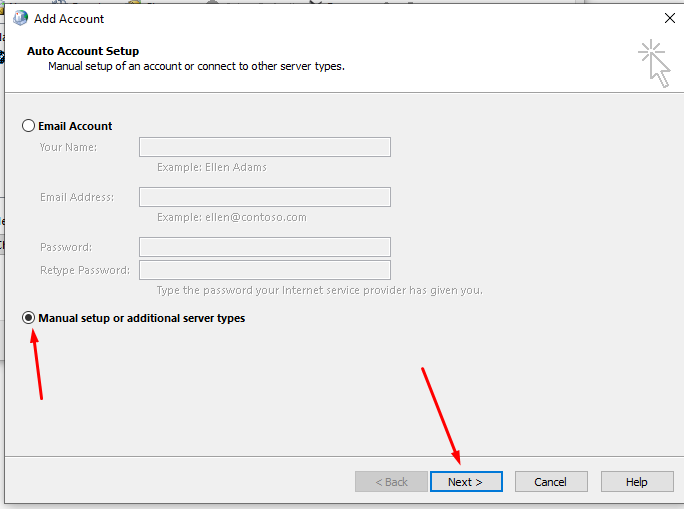 Add Account
Auto Account Setup
Manual setup of an account or connect to other server types.
Email Account
Your Name:
Example: Ellen Adams
Email Address:
Example: ellen@contoso.com
Password:
Retype Password:
Type the password your Internet service provider has given you.
Manual setup or additional server types
< Back Next > Cancel Help